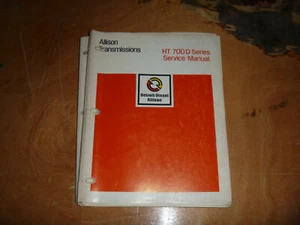 Allison
Transmissions
HT 700D Series
Service Manual
Detroit Diesel
Allison